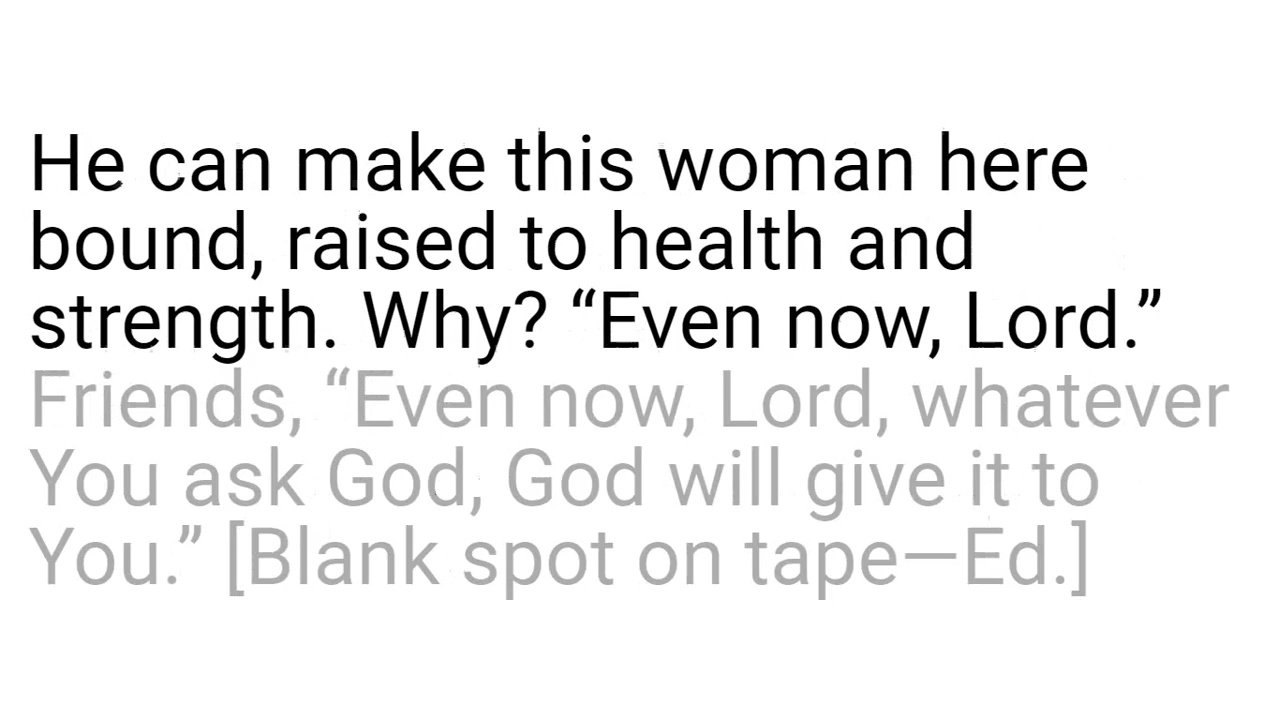 He can make this woman here
bound, raised to health and
strength. Why? “Even now, Lord.”
Friends, “Even now, Lord, whatever
You ask God, God will give it to
You.” [Blank spot on tape—Ed.]